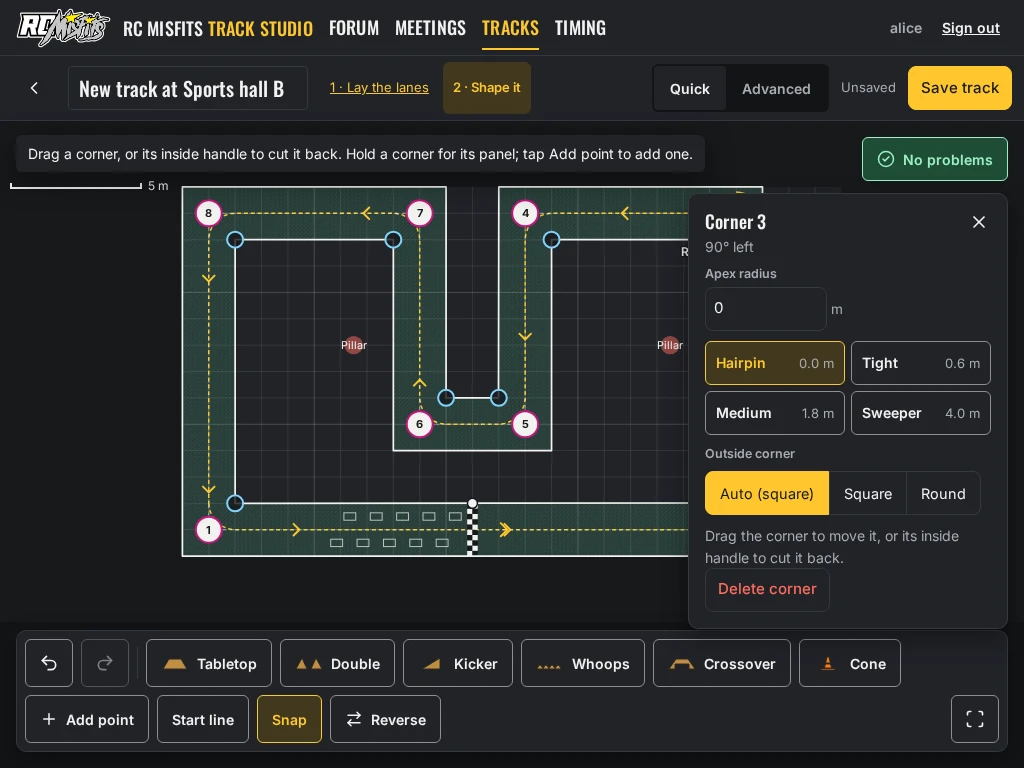 RC Misfits
RC MISFITS TRACK STUDIO
FORUM
MEETINGS
TRACKS
TIMING
alice
Sign out
New track at Sports hall B
1 · Lay the lanes
2 · Shape it
Quick
Advanced
Unsaved
Save track
Drag a corner, or its inside handle to cut it back. Hold a corner for its panel; tap Add point to add one.
No problems
5 m
8
7
4
R
Pillar
Pillar
6
5
1
Corner 3
90° left
Apex radius
0
m
Hairpin 0.0 m
Tight 0.6 m
Medium 1.8 m
Sweeper 4.0 m
Outside corner
Auto (square)
Square
Round
Drag the corner to move it, or its inside
handle to cut it back.
Delete corner
Tabletop
Double
Kicker
Whoops
Crossover
Cone
Add point
Start line
Snap
Reverse